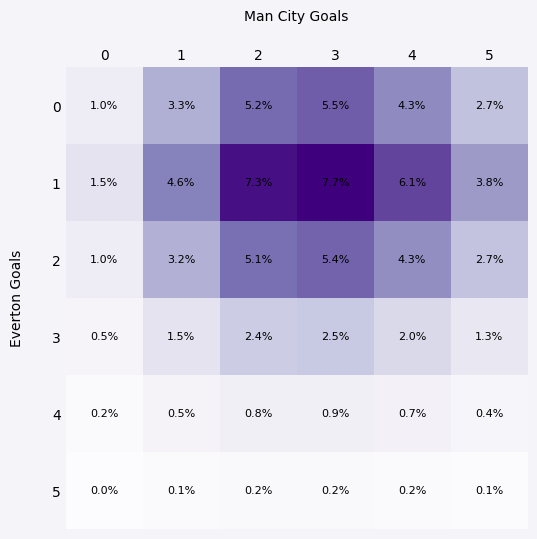 Man City Goals
0 1 2 3 4 5
0 1.0% 3.3% 5.2% 5.5% 4.3% 2.7%
1 1.5% 4.6% 7.3% 7.7% 6.1% 3.8%
2 1.0% 3.2% 5.1% 5.4% 4.3% 2.7%
3 0.5% 1.5% 2.4% 2.5% 2.0% 1.3%
4 0.2% 0.5% 0.8% 0.9% 0.7% 0.4%
5 0.0% 0.1% 0.2% 0.2% 0.2% 0.1%
Everton Goals